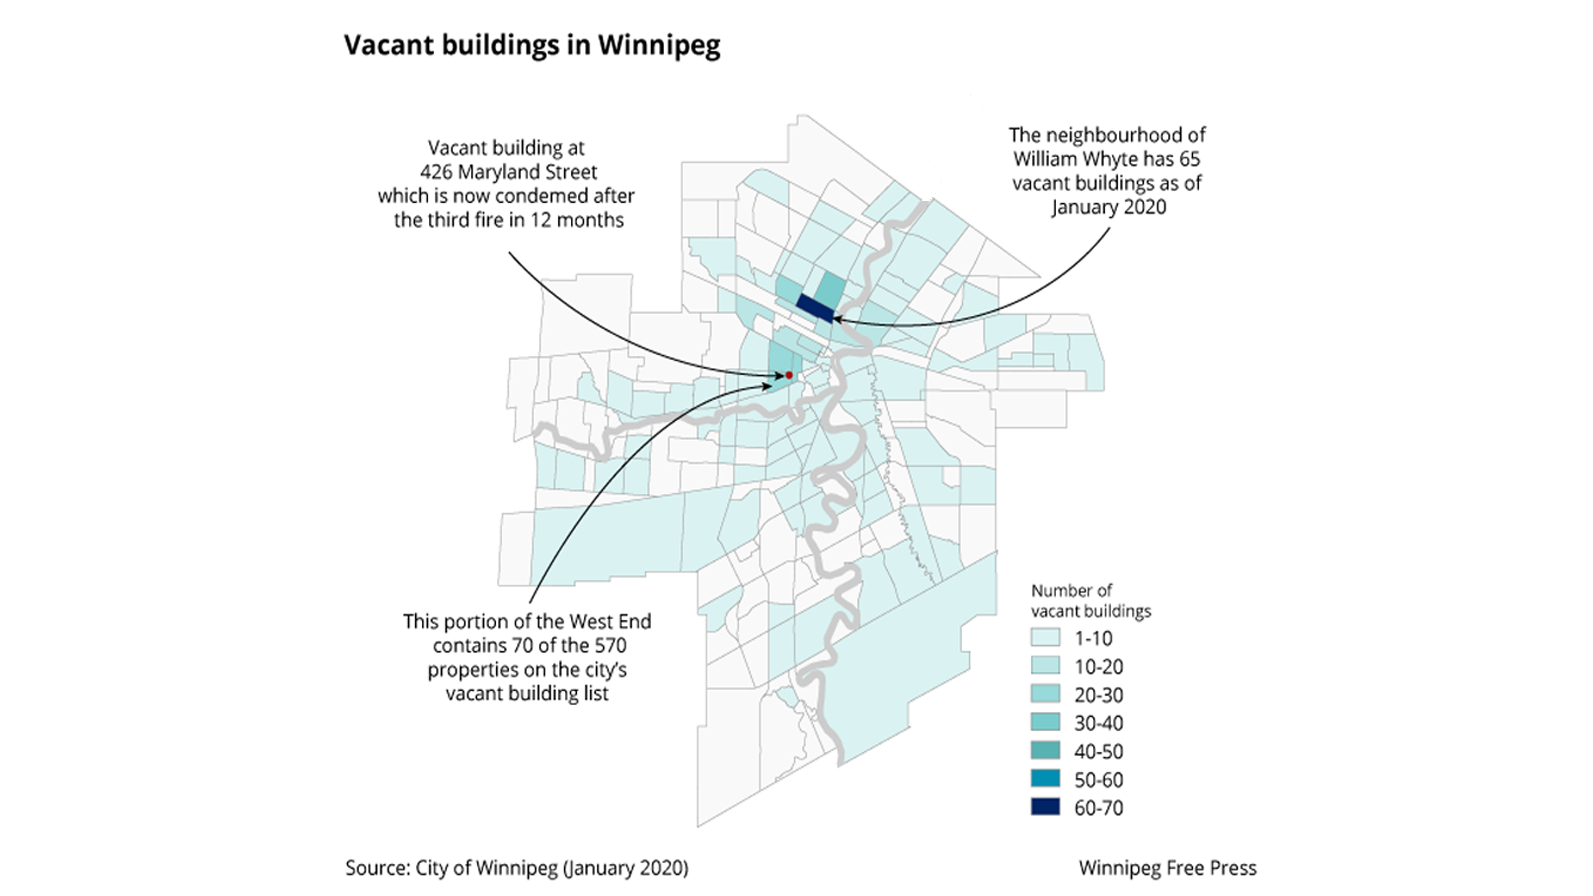 Vacant buildings in Winnipeg
Vacant building at
426 Maryland Street
which is now condemed after
the third fire in 12 months
The neighbourhood of
William Whyte has 65
vacant buildings as of
January 2020
This portion of the West End
contains 70 of the 570
properties on the city's
vacant building list
Number of
vacant buildings
1-10
10-20
20-30
30-40
40-50
50-60
60-70
Source: City of Winnipeg (January 2020)
Winnipeg Free Press